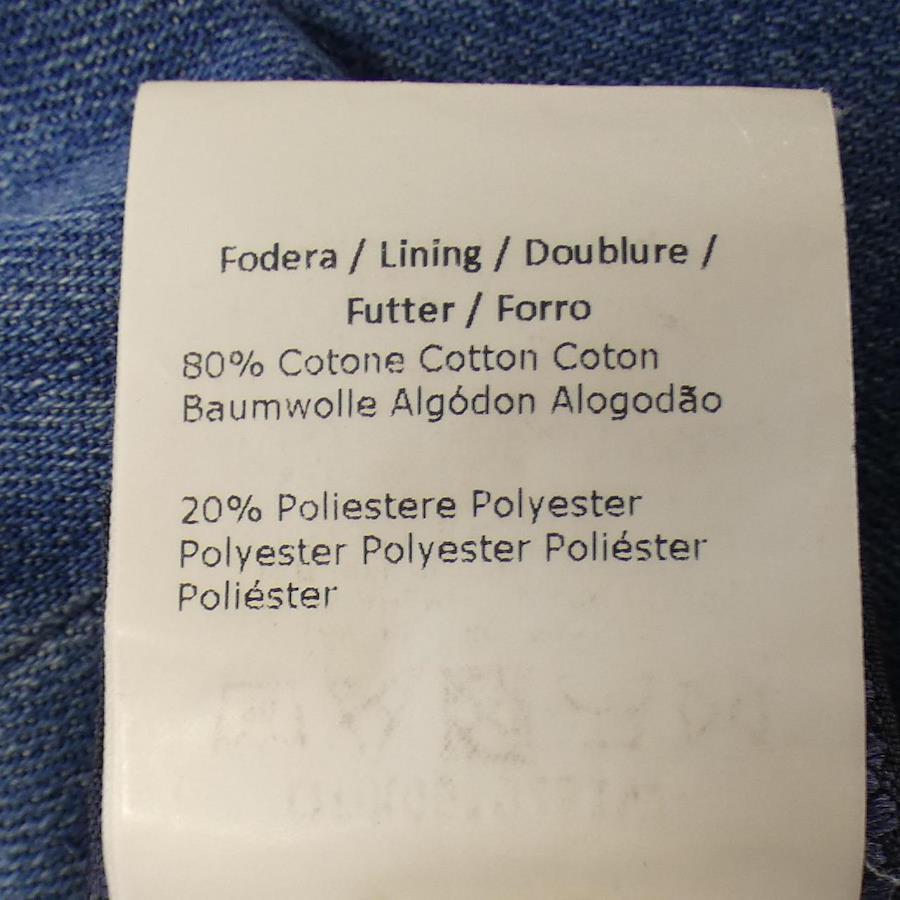 Fodera / Lining / Doublure /
Futter / Forro
80% Cotone Cotton Coton
Baumwolle Algódon Alogodão
20% Poliestere Polyester
Polyester Polyester Poliéster
Poliéster